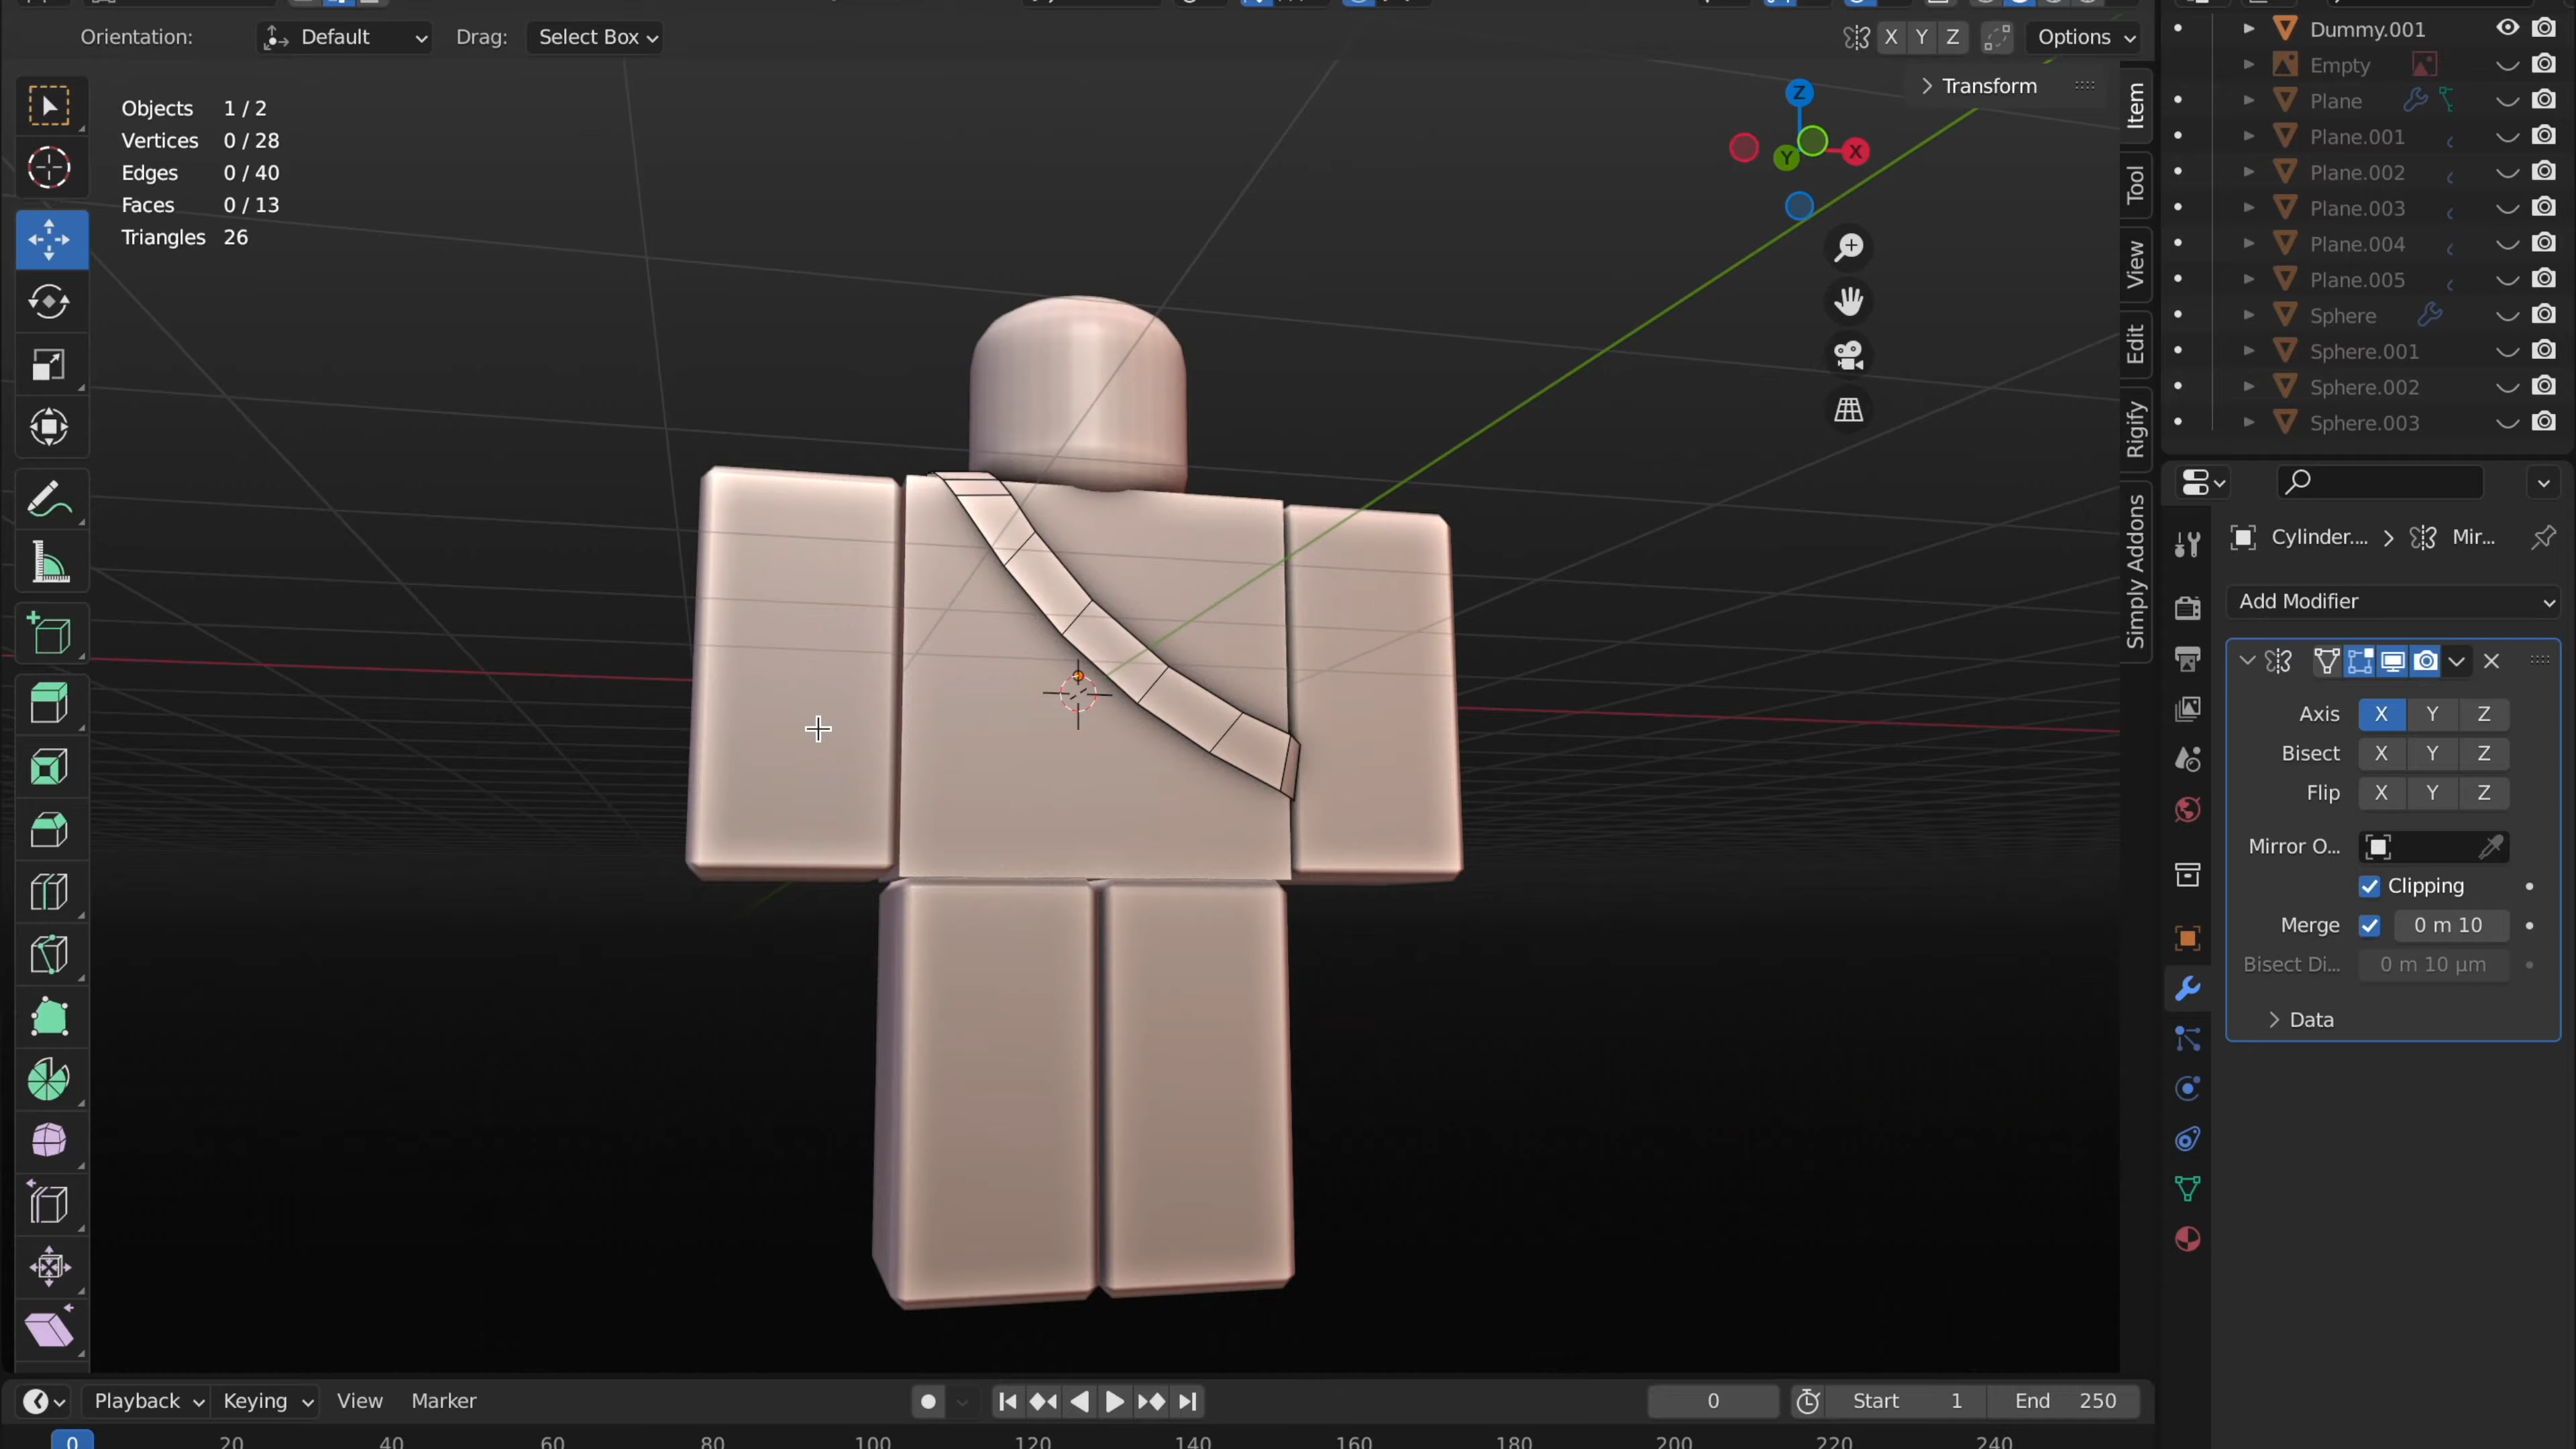 Orientation: Default Drag: Select Box X Y Z Options
Objects 1 / 2
Vertices 0 / 28
Edges 0 / 40
Faces 0 / 13
Triangles 26
Transform
Z
Y
X
Item
Tool
View
Edit
Rigify
Simply Addons
Dummy.001
Empty
Plane
Plane.001
Plane.002
Plane.003
Plane.004
Plane.005
Sphere
Sphere.001
Sphere.002
Sphere.003
Cylinder.... > Mir...
Add Modifier
Axis X Y Z
Bisect X Y Z
Flip X Y Z
Mirror O...
Clipping
Merge 0 m 10
Bisect Di... 0 m 10 µm
Data
Playback Keying View Marker 0 Start 1 End 250
0 20 40 60 80 100 120 140 160 180 200 220 240